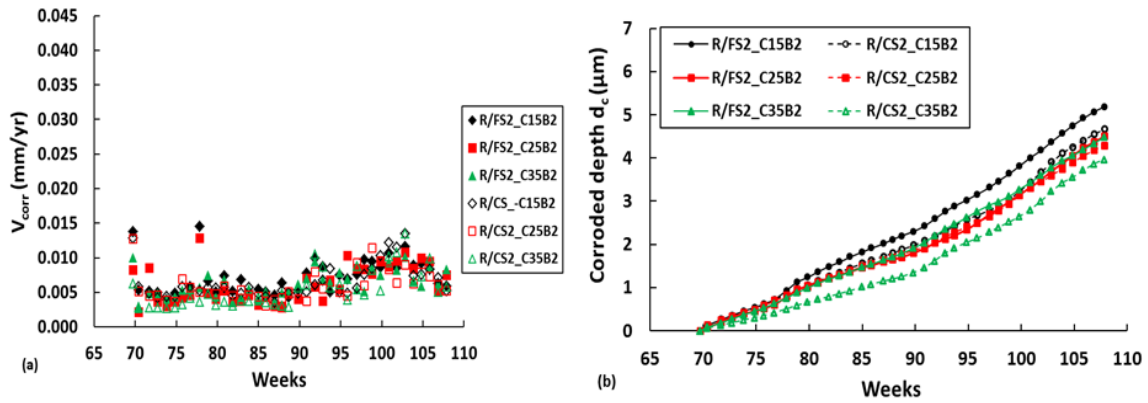 0.045
0.040
0.035
0.030
0.025
0.020
0.015
0.010
0.005
0.000
V_corr (mm/yr)
65 70 75 80 85 90 95 100 105 110
Weeks
(a)
R/FS2_C15B2
R/FS2_C25B2
R/FS2_C35B2
R/CS_-C15B2
R/CS2_C25B2
R/CS2_C35B2
7
6
5
4
3
2
1
0
Corroded depth d_c (μm)
R/FS2_C15B2 R/CS2_C15B2
R/FS2_C25B2 R/CS2_C25B2
R/FS2_C35B2 R/CS2_C35B2
65 70 75 80 85 90 95 100 105 110
Weeks
(b)